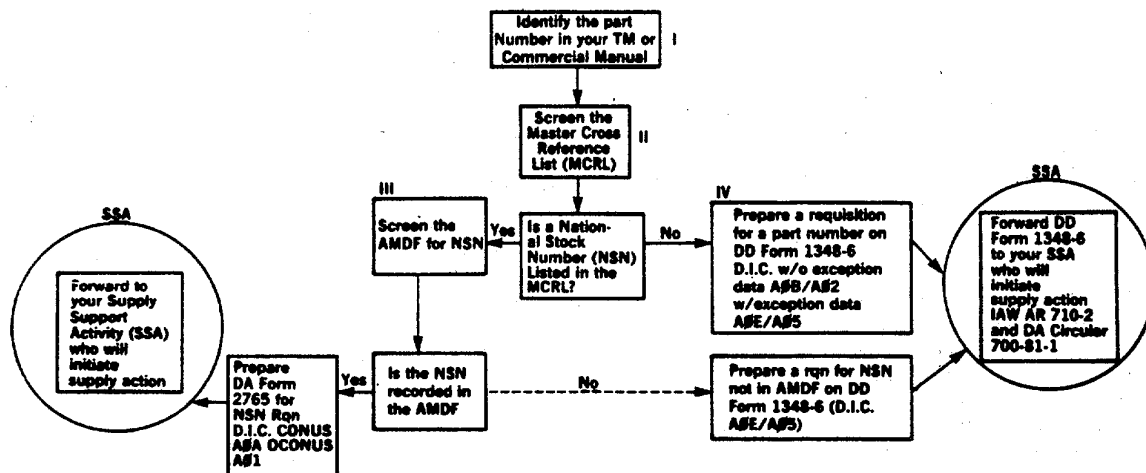 Identify the part
Number in your TM or
Commercial Manual
I
Screen the
Master Cross
Reference
List (MCRL)
II
III
Screen the
AMDF for NSN
Yes
Is a Nation-
al Stock
Number (NSN)
Listed in the
MCRL?
No
IV
Prepare a requisition
for a part number on
DD Form 1348-6
D.I.C. w/o exception
data AØB/AØ2
w/exception data
AØE/AØ5
SSA
Forward DD
Form 1348-6
to your SSA
who will
initiate
supply action
IAW AR 710-2
and DA Circular
700-81-1
SSA
Forward to
your Supply
Support
Activity (SSA)
who will
initiate
supply action
Prepare
DA Form
2765 for
NSN Rqn
D.I.C. CONUS
AØA OCONUS
AØ1
Yes
Is the NSN
recorded in
the AMDF
No
Prepare a rqn for NSN
not in AMDF on DD
Form 1348-6 (D.I.C.
AØE/AØ5)